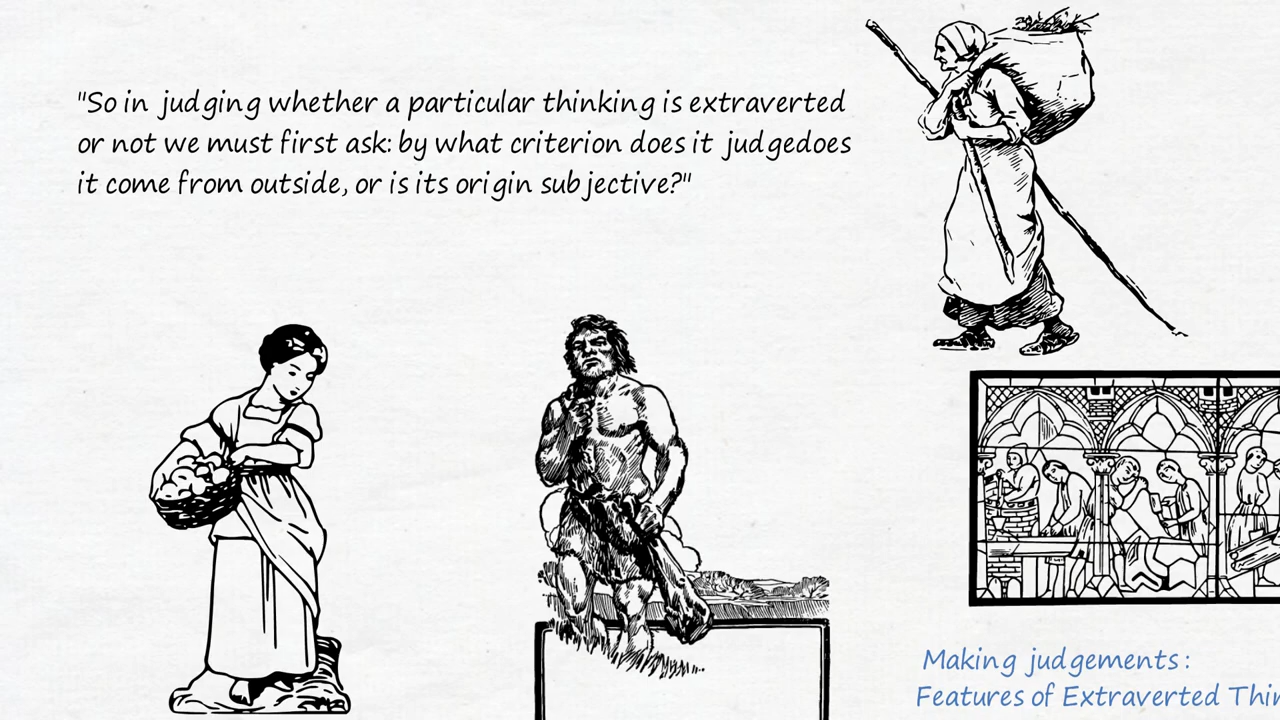 "So in judging whether a particular thinking is extraverted
or not we must first ask: by what criterion does it judgedoes
it come from outside, or is its origin subjective?"
Making judgements:
Features of Extraverted